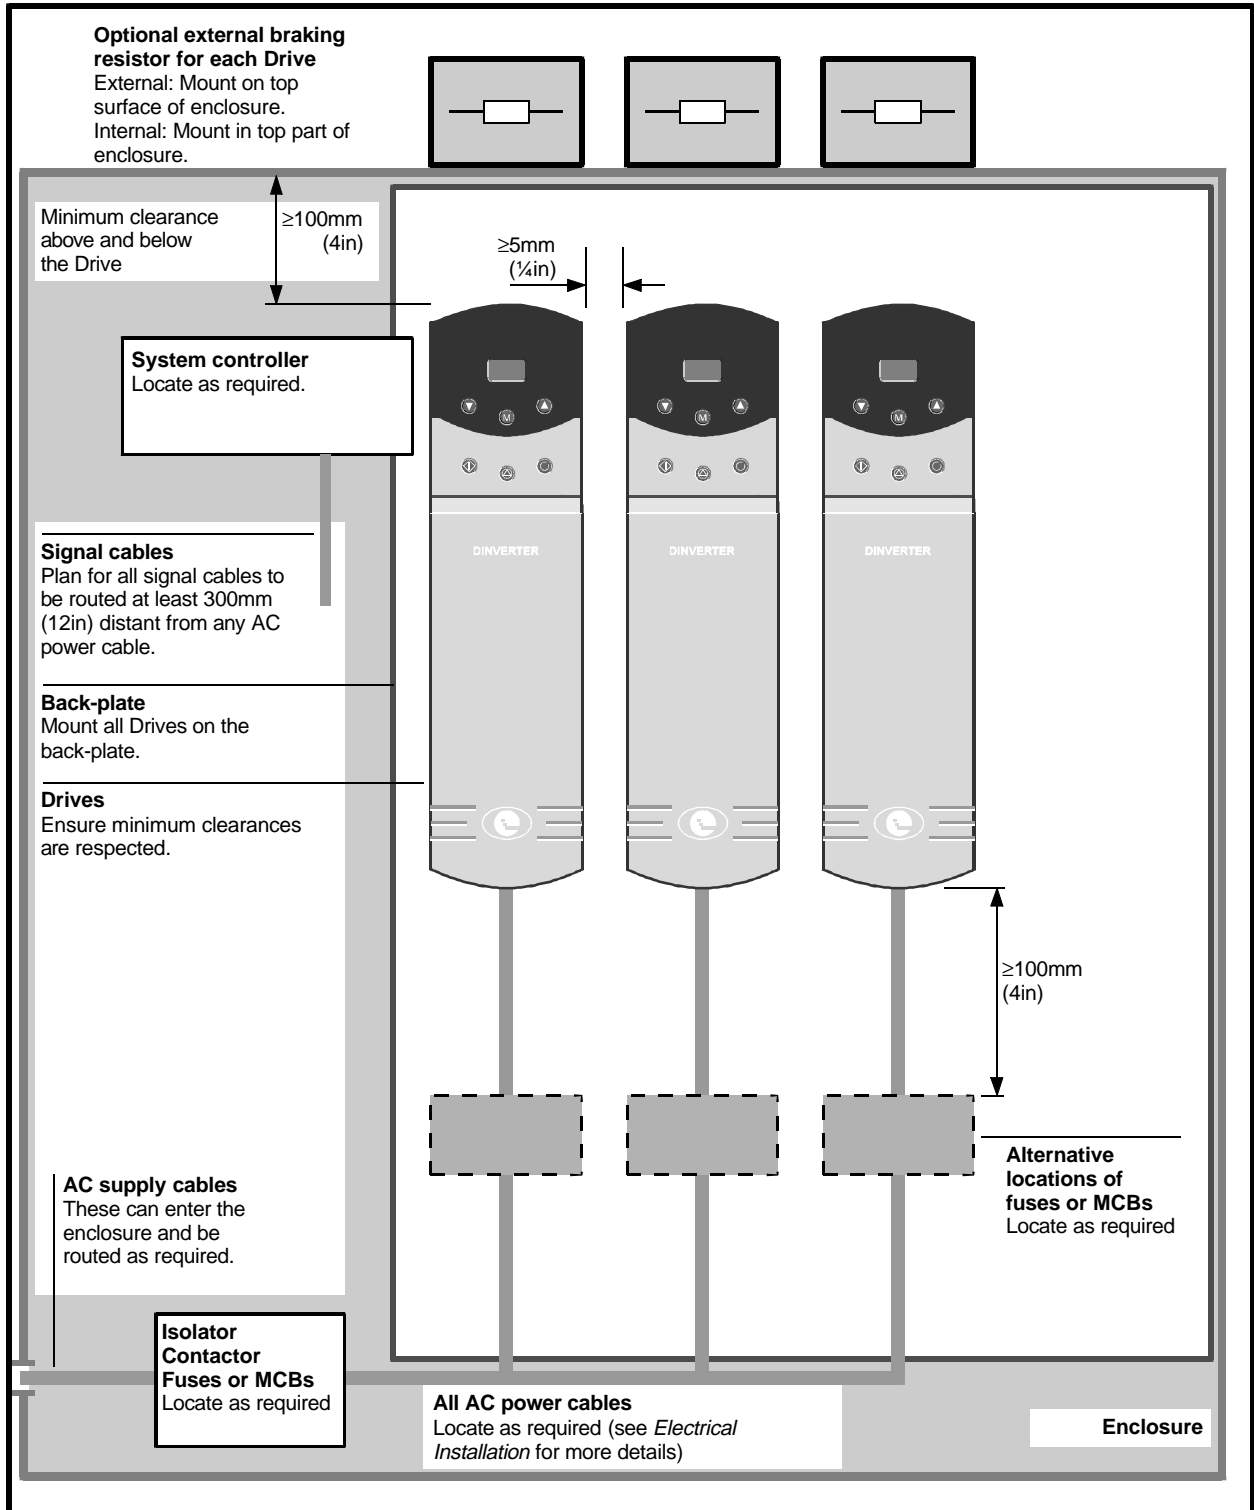 Optional external braking
resistor for each Drive
External: Mount on top
surface of enclosure.
Internal: Mount in top part of
enclosure.
Minimum clearance
above and below
the Drive
≥100mm
(4in)
≥5mm
(¼in)
System controller
Locate as required.
M
M
M
Signal cables
Plan for all signal cables to
be routed at least 300mm
(12in) distant from any AC
power cable.
DINVERTER
DINVERTER
DINVERTER
Back-plate
Mount all Drives on the
back-plate.
Drives
Ensure minimum clearances
are respected.
≥100mm
(4in)
Alternative
locations of
fuses or MCBs
Locate as required
AC supply cables
These can enter the
enclosure and be
routed as required.
Isolator
Contactor
Fuses or MCBs
Locate as required
All AC power cables
Locate as required (see Electrical
Installation for more details)
Enclosure